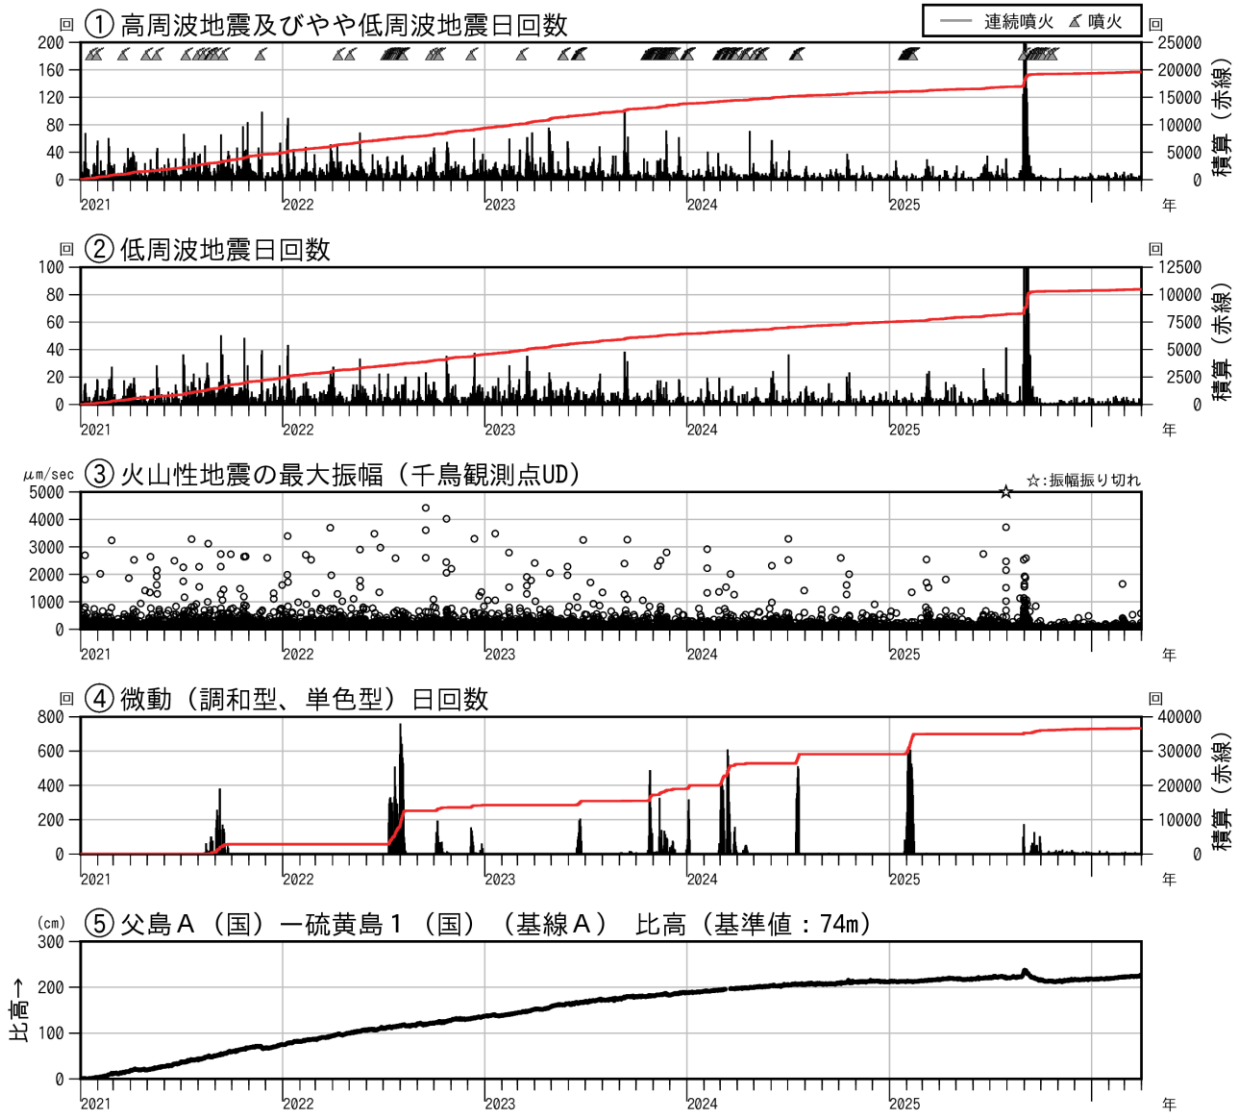 回 ①高周波地震及びやや低周波地震日回数 連続噴火 噴火 回
200 25000
160 20000
120 15000
80 10000
40 5000
0 0
積算（赤線）
2021 2022 2023 2024 2025 年
回 ②低周波地震日回数 回
100 12500
80 10000
60 7500
40 5000
20 2500
0 0
積算（赤線）
2021 2022 2023 2024 2025 年
μm/sec ③火山性地震の最大振幅（千鳥観測点UD） ☆:振幅振り切れ
5000
4000
3000
2000
1000
0
2021 2022 2023 2024 2025 年
回 ④微動（調和型、単色型）日回数 回
800 40000
600 30000
400 20000
200 10000
0 0
積算（赤線）
2021 2022 2023 2024 2025 年
(cm) ⑤父島Ａ（国）－硫黄島１（国）（基線Ａ） 比高（基準値：74m）
300
200
100
0
比高→
2021 2022 2023 2024 2025 年